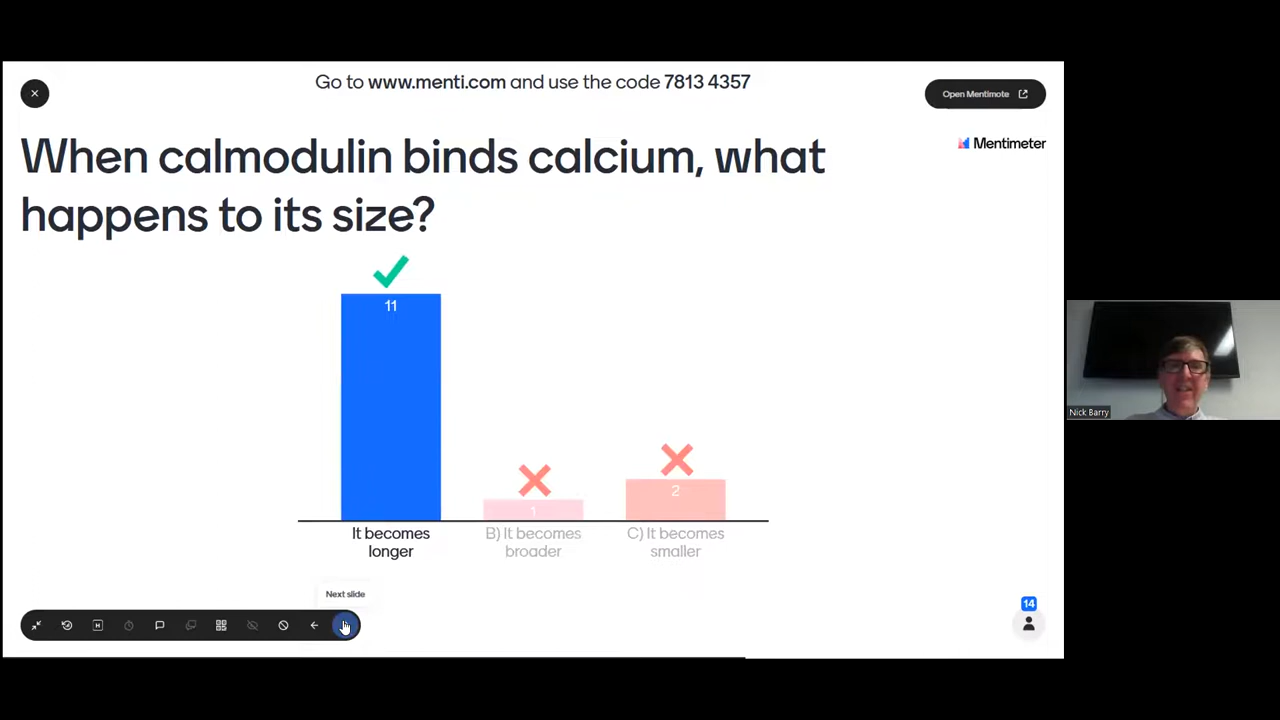 Go to www.menti.com and use the code 7813 4357
Open Mentimote
Mentimeter
When calmodulin binds calcium, what
happens to its size?
11
1
2
It becomes
longer
B) It becomes
broader
C) It becomes
smaller
Nick Barry
Next slide
H
14